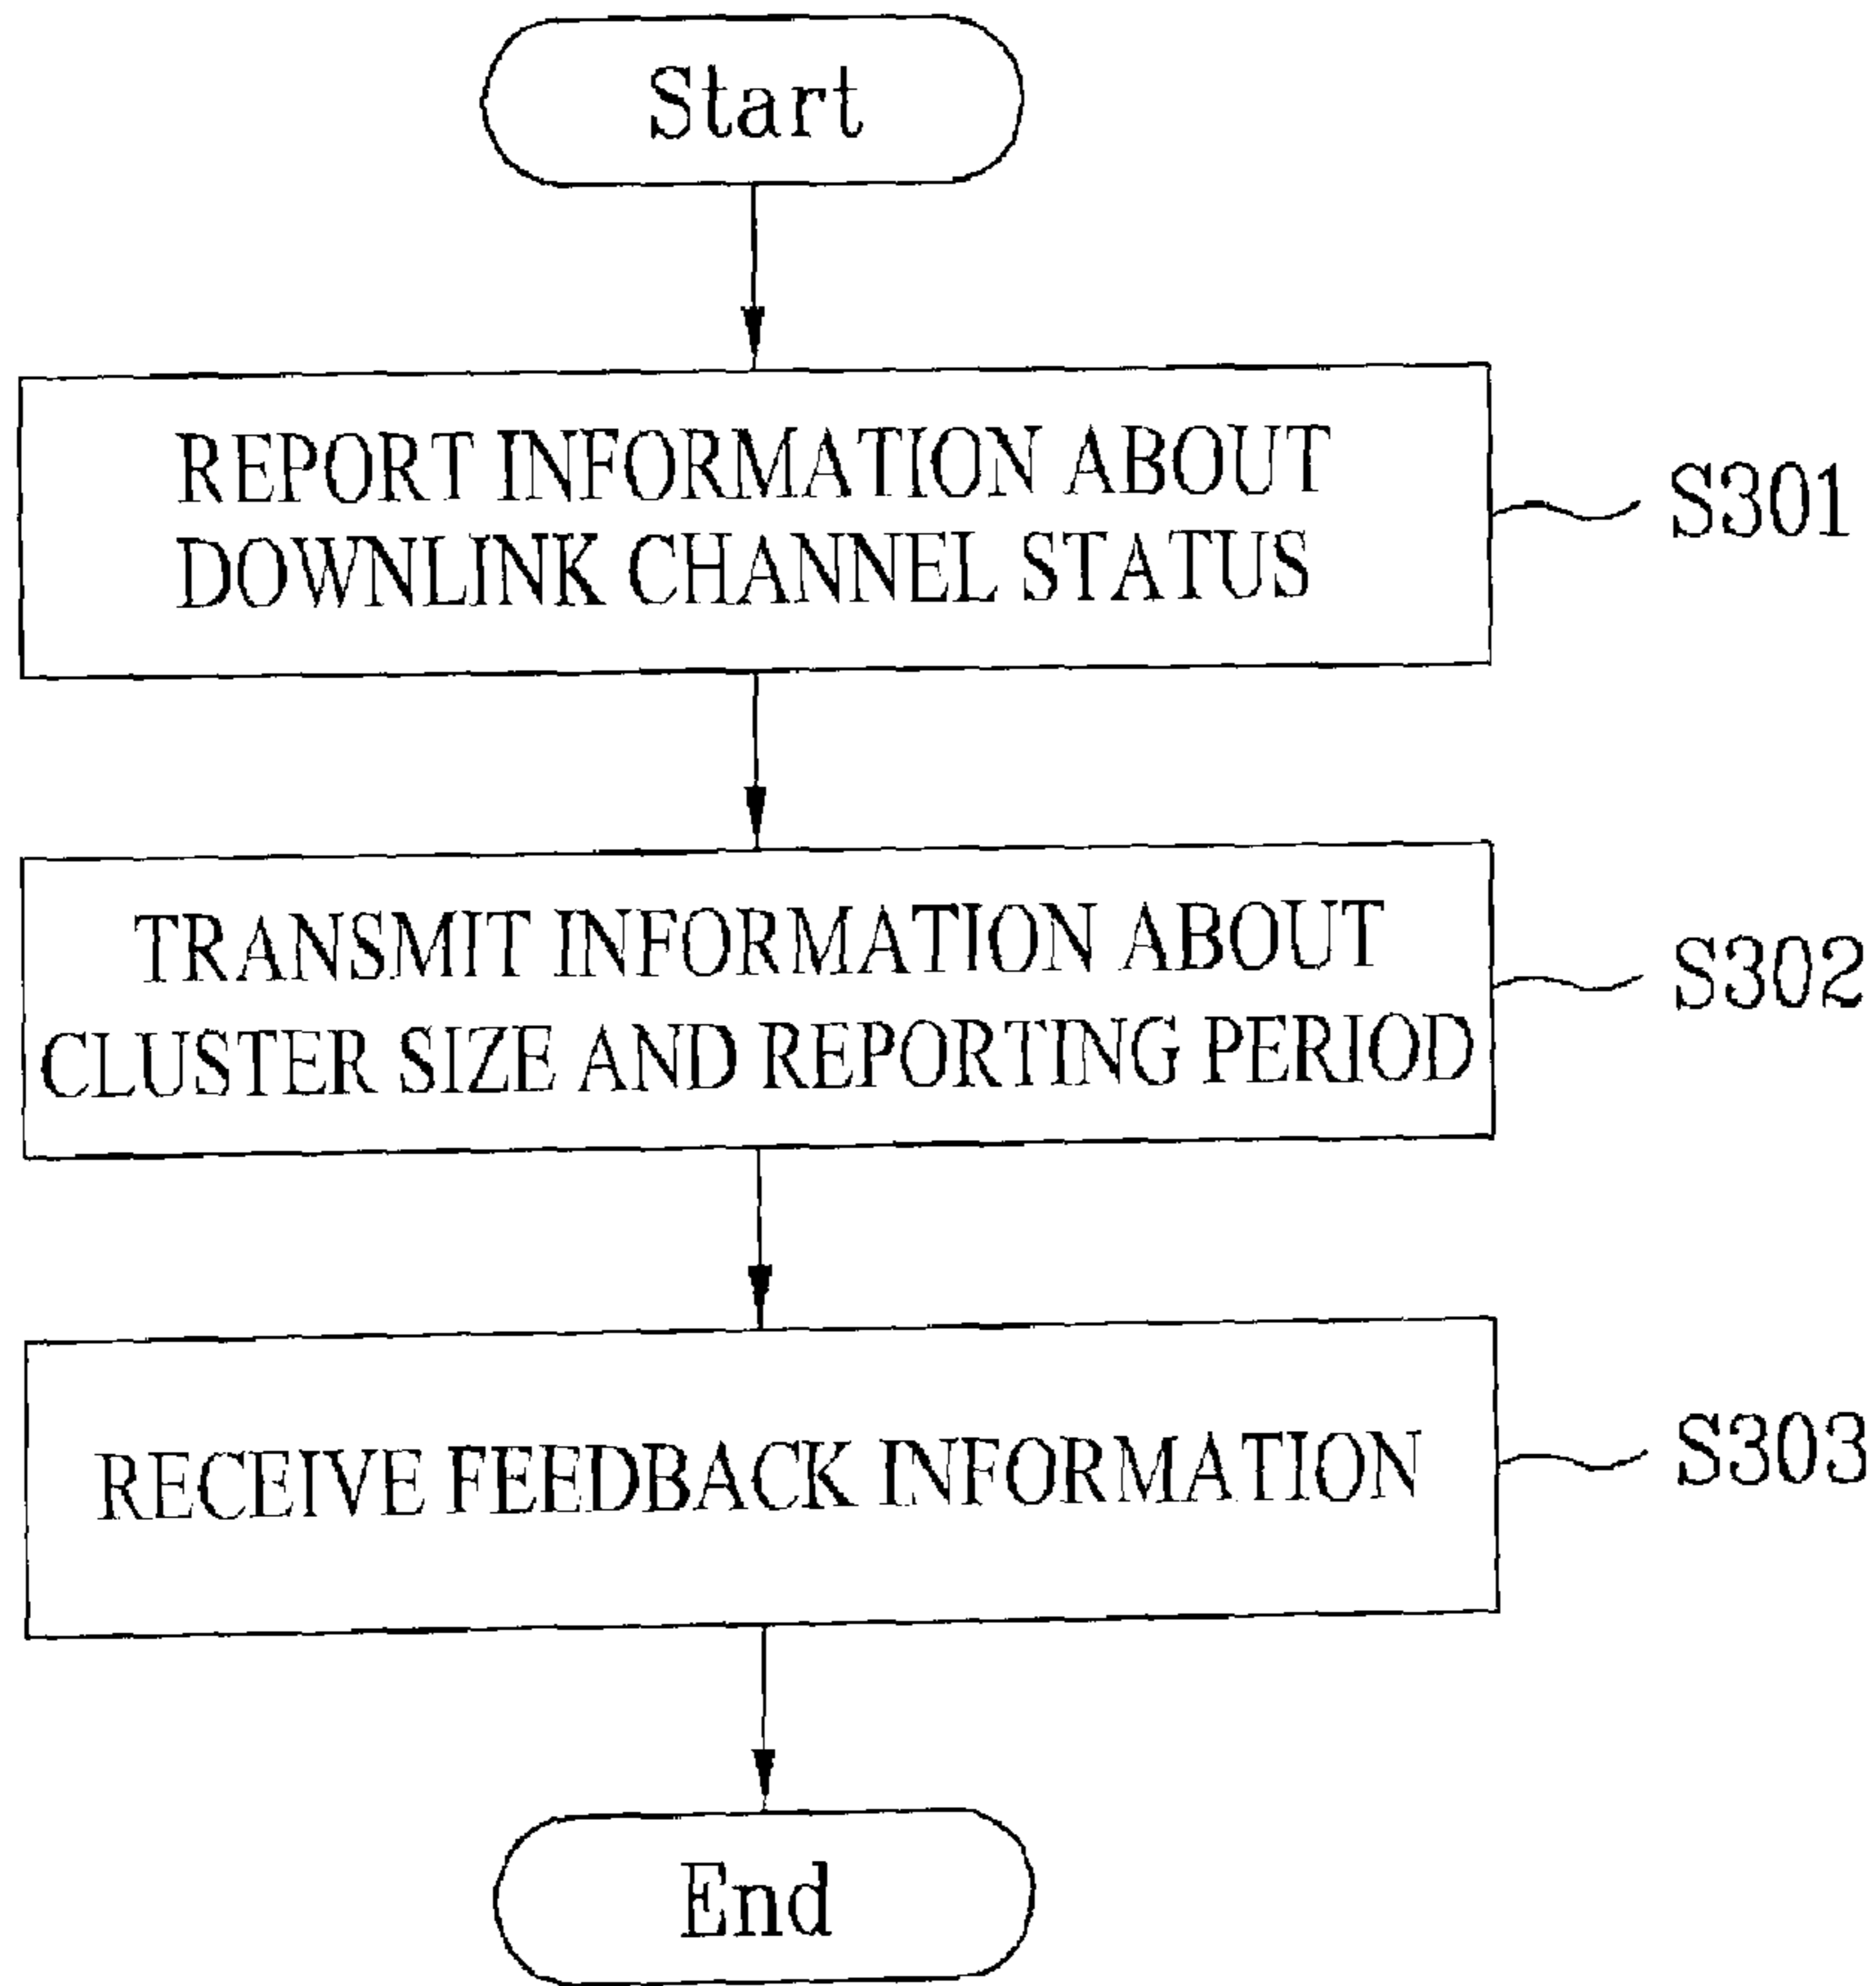 Start
REPORT INFORMATION ABOUT
DOWNLINK CHANNEL STATUS
S301
TRANSMIT INFORMATION ABOUT
CLUSTER SIZE AND REPORTING PERIOD
S302
RECEIVE FEEDBACK INFORMATION
S303
End